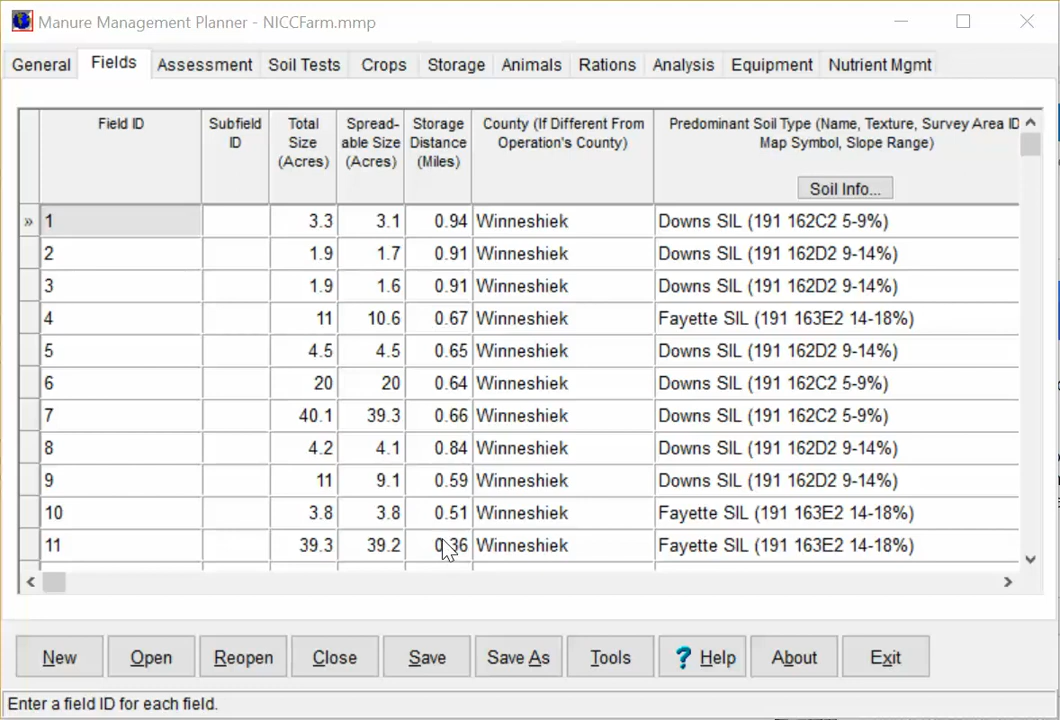 Manure Management Planner - NICCFarm.mmp
General Fields Assessment Soil Tests Crops Storage Animals Rations Analysis Equipment Nutrient Mgmt
Field ID Subfield ID Total Size (Acres) Spread-able Size (Acres) Storage Distance (Miles) County (If Different From Operation's County) Predominant Soil Type (Name, Texture, Survey Area ID Map Symbol, Slope Range)
Soil Info...
» 1 3.3 3.1 0.94 Winneshiek Downs SIL (191 162C2 5-9%)
2 1.9 1.7 0.91 Winneshiek Downs SIL (191 162D2 9-14%)
3 1.9 1.6 0.91 Winneshiek Downs SIL (191 162D2 9-14%)
4 11 10.6 0.67 Winneshiek Fayette SIL (191 163E2 14-18%)
5 4.5 4.5 0.65 Winneshiek Downs SIL (191 162D2 9-14%)
6 20 20 0.64 Winneshiek Downs SIL (191 162C2 5-9%)
7 40.1 39.3 0.66 Winneshiek Downs SIL (191 162C2 5-9%)
8 4.2 4.1 0.84 Winneshiek Downs SIL (191 162D2 9-14%)
9 11 9.1 0.59 Winneshiek Downs SIL (191 162D2 9-14%)
10 3.8 3.8 0.51 Winneshiek Fayette SIL (191 163E2 14-18%)
11 39.3 39.2 0.36 Winneshiek Fayette SIL (191 163E2 14-18%)
New Open Reopen Close Save Save As Tools ? Help About Exit
Enter a field ID for each field.